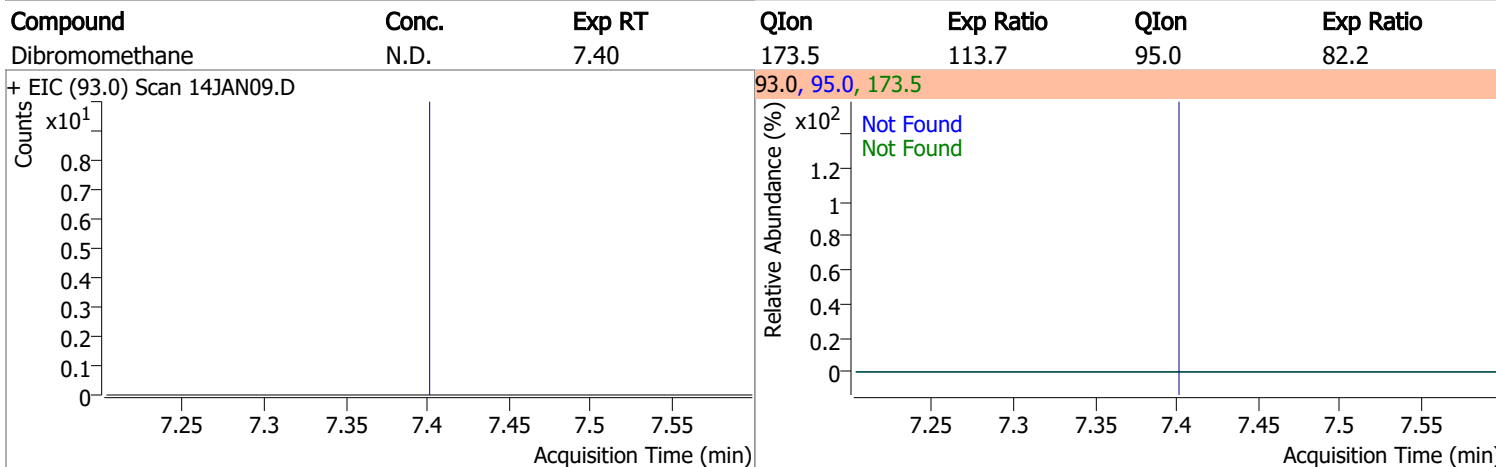 Compound Conc. Exp RT QIon Exp Ratio QIon Exp Ratio
Dibromomethane N.D. 7.40 173.5 113.7 95.0 82.2
+ EIC (93.0) Scan 14JAN09.D
Counts
x10¹
0.8
0.7
0.6
0.5
0.4
0.3
0.2
0.1
0
7.25 7.3 7.35 7.4 7.45 7.5 7.55
Acquisition Time (min)
93.0, 95.0, 173.5
Relative Abundance (%)
x10²
Not Found
Not Found
1.2
1
0.8
0.6
0.4
0.2
0
7.25 7.3 7.35 7.4 7.45 7.5 7.55
Acquisition Time (min)